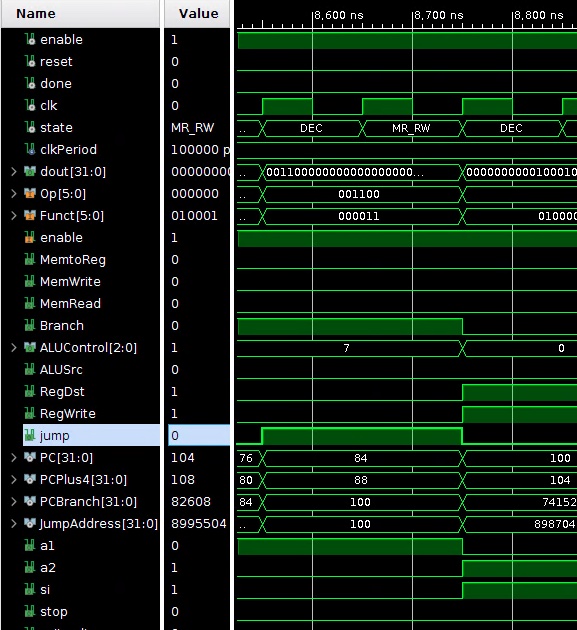 Name Value 8,600 ns 8,700 ns 8,800 ns
enable 1
reset 0
done 0
clk 0
state MR_RW .. DEC MR_RW DEC
clkPeriod 100000 p
dout[31:0] 00000000 .. 0011000000000000000000... 0000000000100010
Op[5:0] 000000 .. 001100
Funct[5:0] 010001 .. 000011 010000
enable 1
MemtoReg 0
MemWrite 0
MemRead 0
Branch 0
ALUControl[2:0] 1 7 0
ALUSrc 0
RegDst 1
RegWrite 1
jump 0
PC[31:0] 104 76 84 100
PCPlus4[31:0] 108 80 88 104
PCBranch[31:0] 82608 84 100 74152
JumpAddress[31:0] 8995504 .. 100 898704
a1 0
a2 1
si 1
stop 0